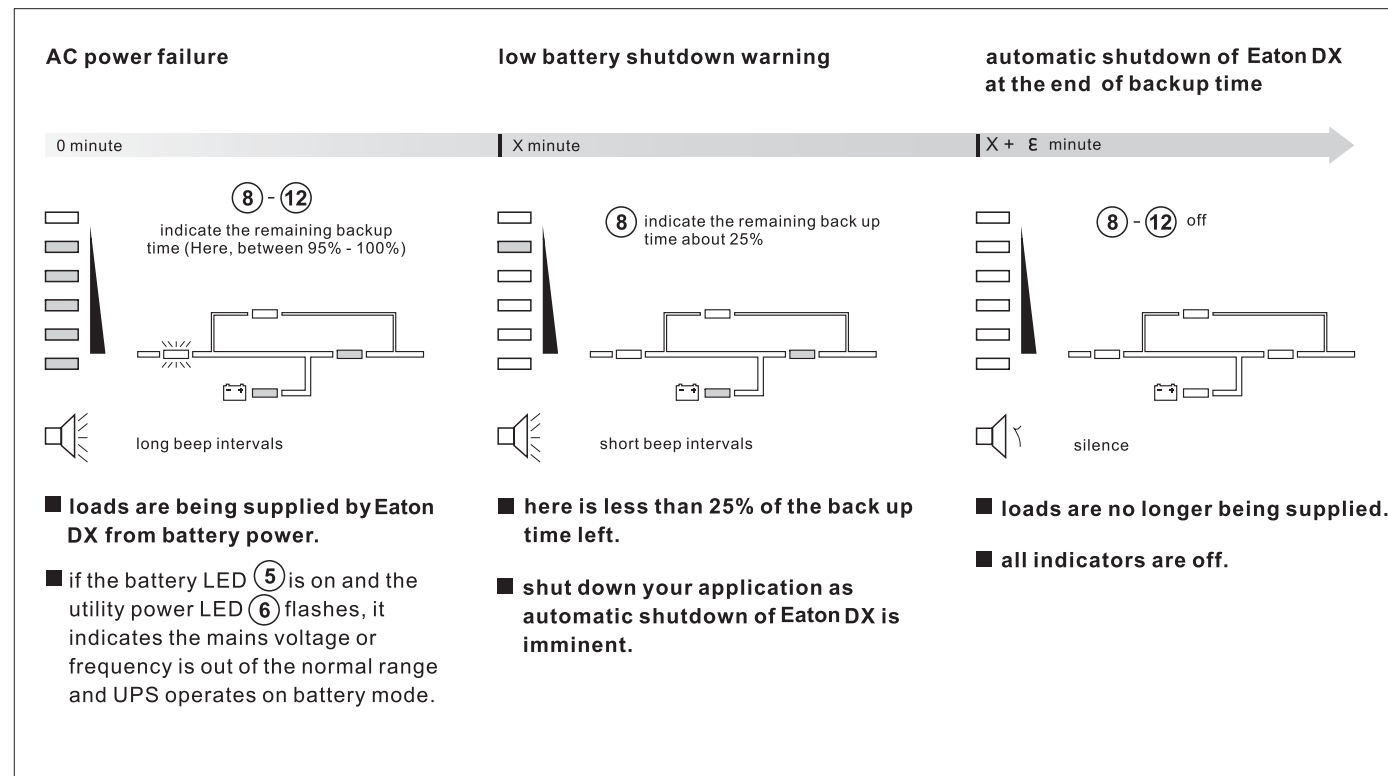 AC power failure
low battery shutdown warning
automatic shutdown of Eaton DX
at the end of backup time
0 minute
X minute
X + ε minute
8 - 12
indicate the remaining backup
time (Here, between 95% - 100%)
8 indicate the remaining back up
time about 25%
8 - 12 off
long beep intervals
short beep intervals
silence
loads are being supplied by Eaton
DX from battery power.
if the battery LED 5 is on and the
utility power LED 6 flashes, it
indicates the mains voltage or
frequency is out of the normal range
and UPS operates on battery mode.
here is less than 25% of the back up
time left.
shut down your application as
automatic shutdown of Eaton DX is
imminent.
loads are no longer being supplied.
all indicators are off.